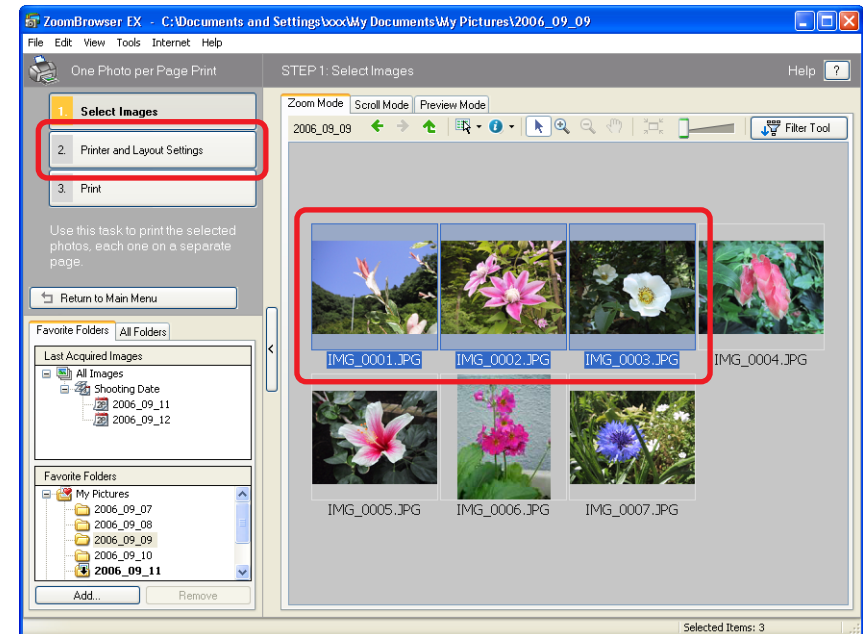 ZoomBrowser EX - C:\Documents and Settings\xxx\My Documents\My Pictures\2006_09_09
File Edit View Tools Internet Help
One Photo per Page Print
STEP 1: Select Images
Help ?
1. Select Images
2. Printer and Layout Settings
3. Print
Use this task to print the selected
photos, each one on a separate
page.
Return to Main Menu
Favorite Folders All Folders
Last Acquired Images
All Images
Shooting Date
2006_09_11
2006_09_12
Favorite Folders
My Pictures
2006_09_07
2006_09_08
2006_09_09
2006_09_10
2006_09_11
Add... Remove
Zoom Mode Scroll Mode Preview Mode
2006_09_09 Filter Tool
IMG_0001.JPG IMG_0002.JPG IMG_0003.JPG IMG_0004.JPG
IMG_0005.JPG IMG_0006.JPG IMG_0007.JPG
Selected Items: 3